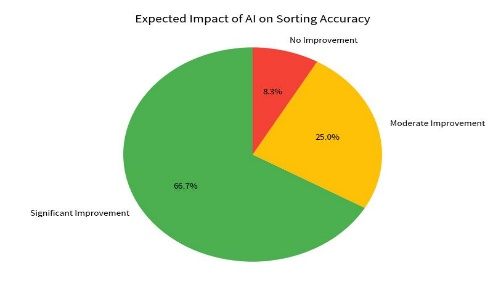 Expected Impact of AI on Sorting Accuracy
No Improvement
8.3%
Moderate Improvement
25.0%
66.7%
Significant Improvement